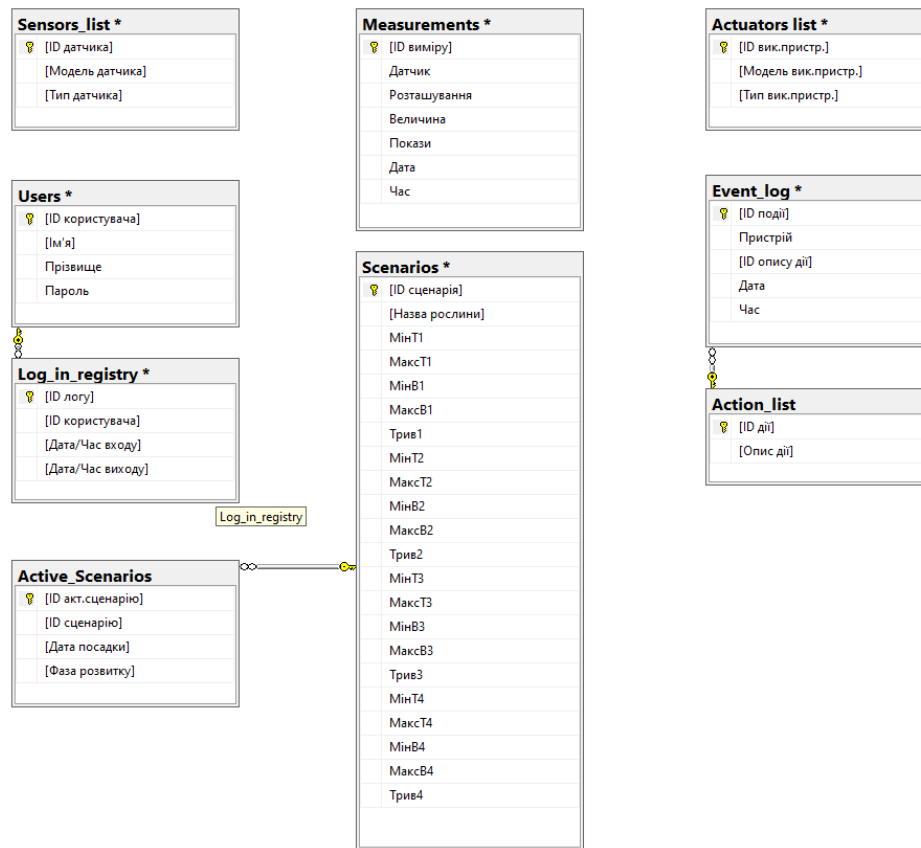 Sensors_list *
[ID датчика]
[Модель датчика]
[Тип датчика]
Users *
[ID користувача]
[Ім'я]
Прізвище
Пароль
Log_in_registry *
[ID логу]
[ID користувача]
[Дата/Час входу]
[Дата/Час виходу]
Log_in_registry
Active_Scenarios
[ID акт.сценарію]
[ID сценарію]
[Дата посадки]
[Фаза розвитку]
Measurements *
[ID виміру]
Датчик
Розташування
Величина
Покази
Дата
Час
Scenarios *
[ID сценарія]
[Назва рослини]
МінТ1
МаксТ1
МінВ1
МаксВ1
Трив1
МінТ2
МаксТ2
МінВ2
МаксВ2
Трив2
МінТ3
МаксТ3
МінВ3
МаксВ3
Трив3
МінТ4
МаксТ4
МінВ4
МаксВ4
Трив4
Actuators list *
[ID вик.пристр.]
[Модель вик.пристр.]
[Тип вик.пристр.]
Event_log *
[ID події]
Пристрій
[ID опису дії]
Дата
Час
Action_list
[ID дії]
[Опис дії]